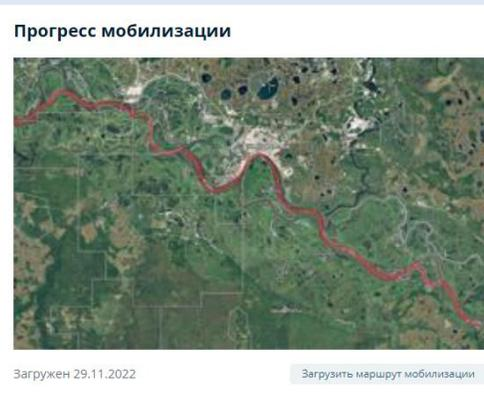 Прогресс мобилизации
Загружен 29.11.2022
Загрузить маршрут мобилизации